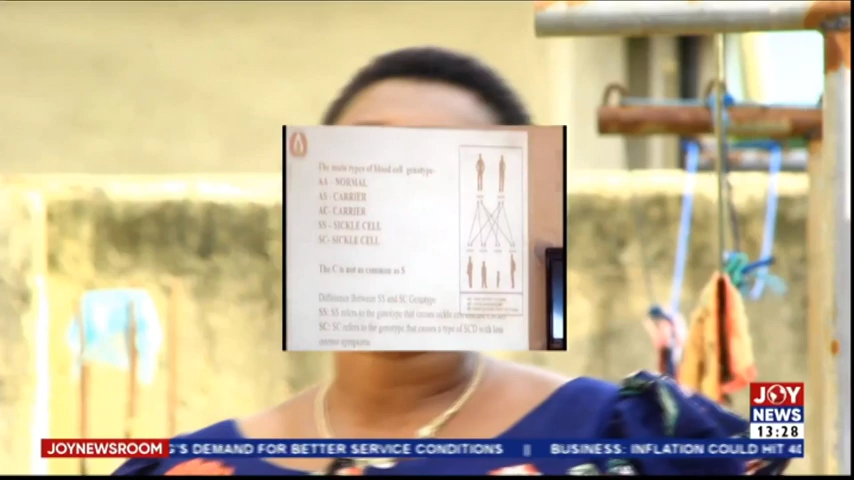 The main types of blood cell genotype
AA - NORMAL
AS - CARRIER
AC - CARRIER
SS - SICKLE CELL
SC- SICKLE CELL
The C is not as common as S
Difference Between SS and SC Genotype
SS: SS refers to the genotype that causes sickle
SC: SC refers to the genotype that causes a type of SCD with less
severe symptoms
JOY
NEWS
13:28
JOYNEWSROOM
G'S DEMAND FOR BETTER SERVICE CONDITIONS || BUSINESS: INFLATION COULD HIT 40